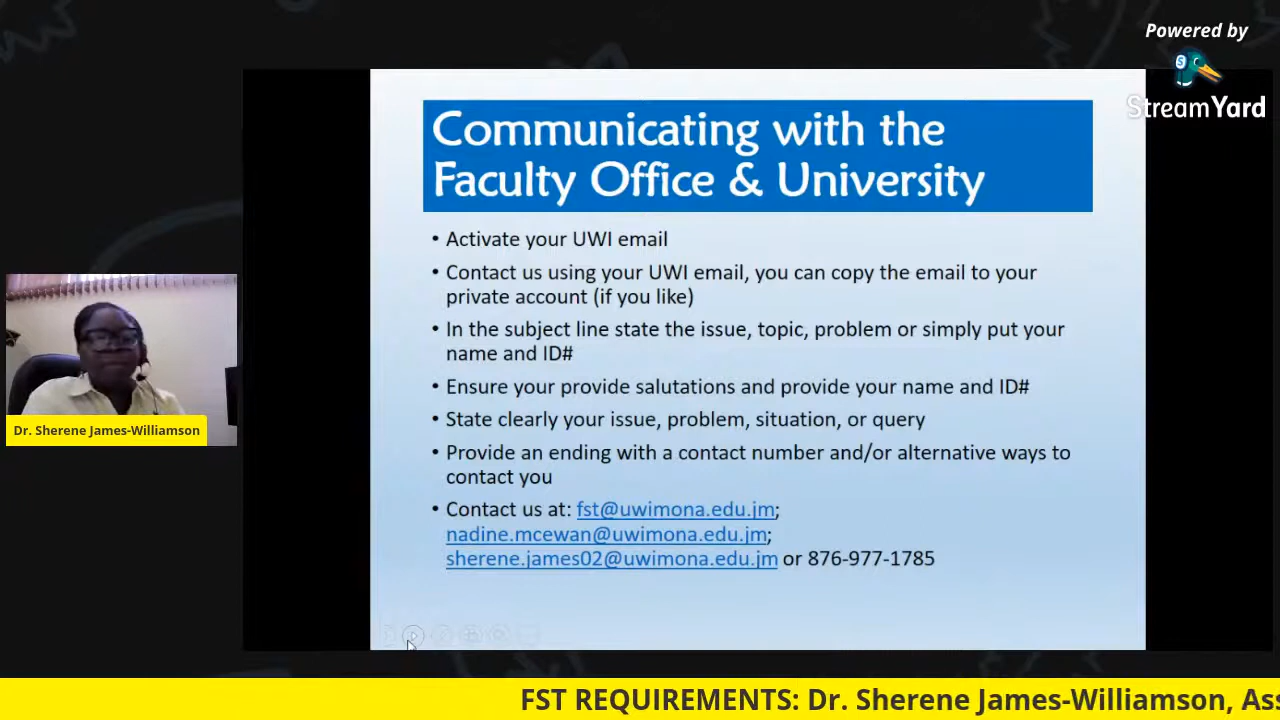 Powered by
StreamYard
Communicating with the
Faculty Office & University
• Activate your UWI email
• Contact us using your UWI email, you can copy the email to your
private account (if you like)
• In the subject line state the issue, topic, problem or simply put your
name and ID#
• Ensure your provide salutations and provide your name and ID#
• State clearly your issue, problem, situation, or query
• Provide an ending with a contact number and/or alternative ways to
contact you
• Contact us at: fst@uwimona.edu.jm;
nadine.mcewan@uwimona.edu.jm;
sherene.james02@uwimona.edu.jm or 876-977-1785
Dr. Sherene James-Williamson
FST REQUIREMENTS: Dr. Sherene James-Williamson, Ass